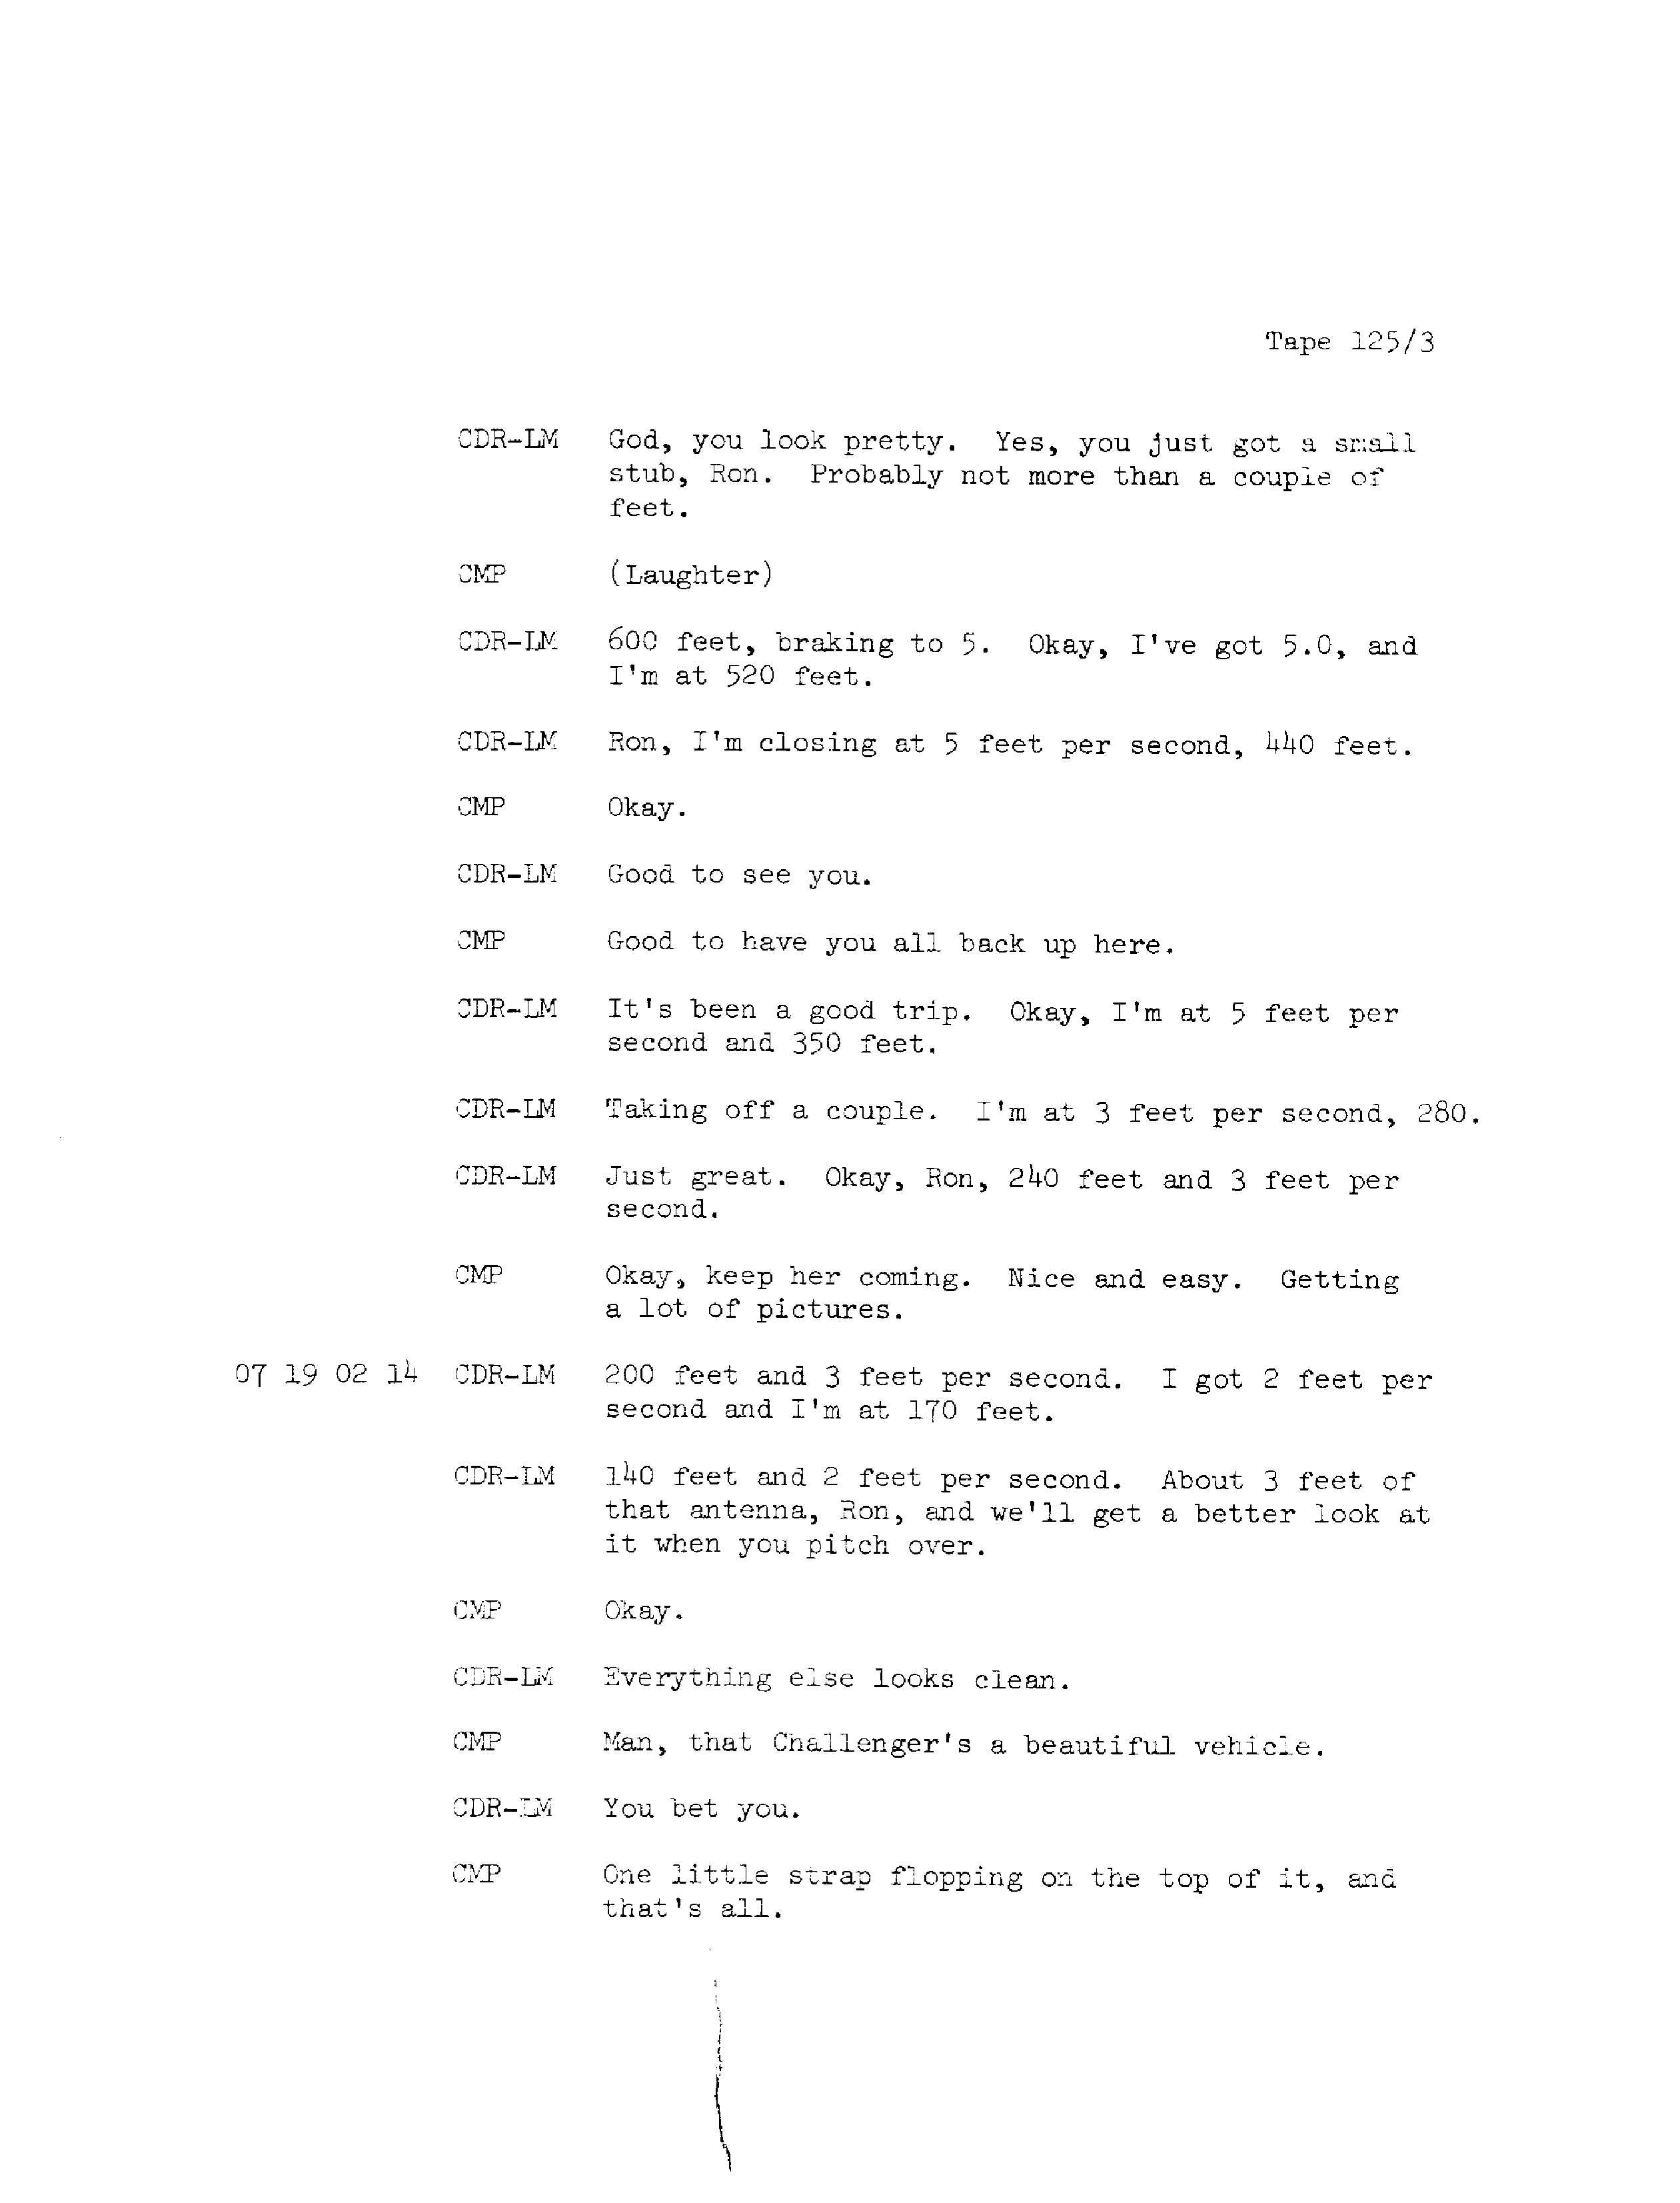 Tape 125/3
CDR-LM God, you look pretty. Yes, you just got a small
stub, Ron. Probably not more than a couple of
feet.
CMP (Laughter)
CDR-LM 600 feet, braking to 5. Okay, I've got 5.0, and
I'm at 520 feet.
CDR-LM Ron, I'm closing at 5 feet per second, 440 feet.
CMP Okay.
CDR-LM Good to see you.
CMP Good to have you all back up here.
CDR-LM It's been a good trip. Okay, I'm at 5 feet per
second and 350 feet.
CDR-LM Taking off a couple. I'm at 3 feet per second, 280.
CDR-LM Just great. Okay, Ron, 240 feet and 3 feet per
second.
CMP Okay, keep her coming. Nice and easy. Getting
a lot of pictures.
07 19 02 14 CDR-LM 200 feet and 3 feet per second. I got 2 feet per
second and I'm at 170 feet.
CDR-LM 140 feet and 2 feet per second. About 3 feet of
that antenna, Ron, and we'll get a better look at
it when you pitch over.
CMP Okay.
CDR-LM Everything else looks clean.
CMP Man, that Challenger's a beautiful vehicle.
CDR-LM You bet you.
CMP One little strap flopping on the top of it, and
that's all.